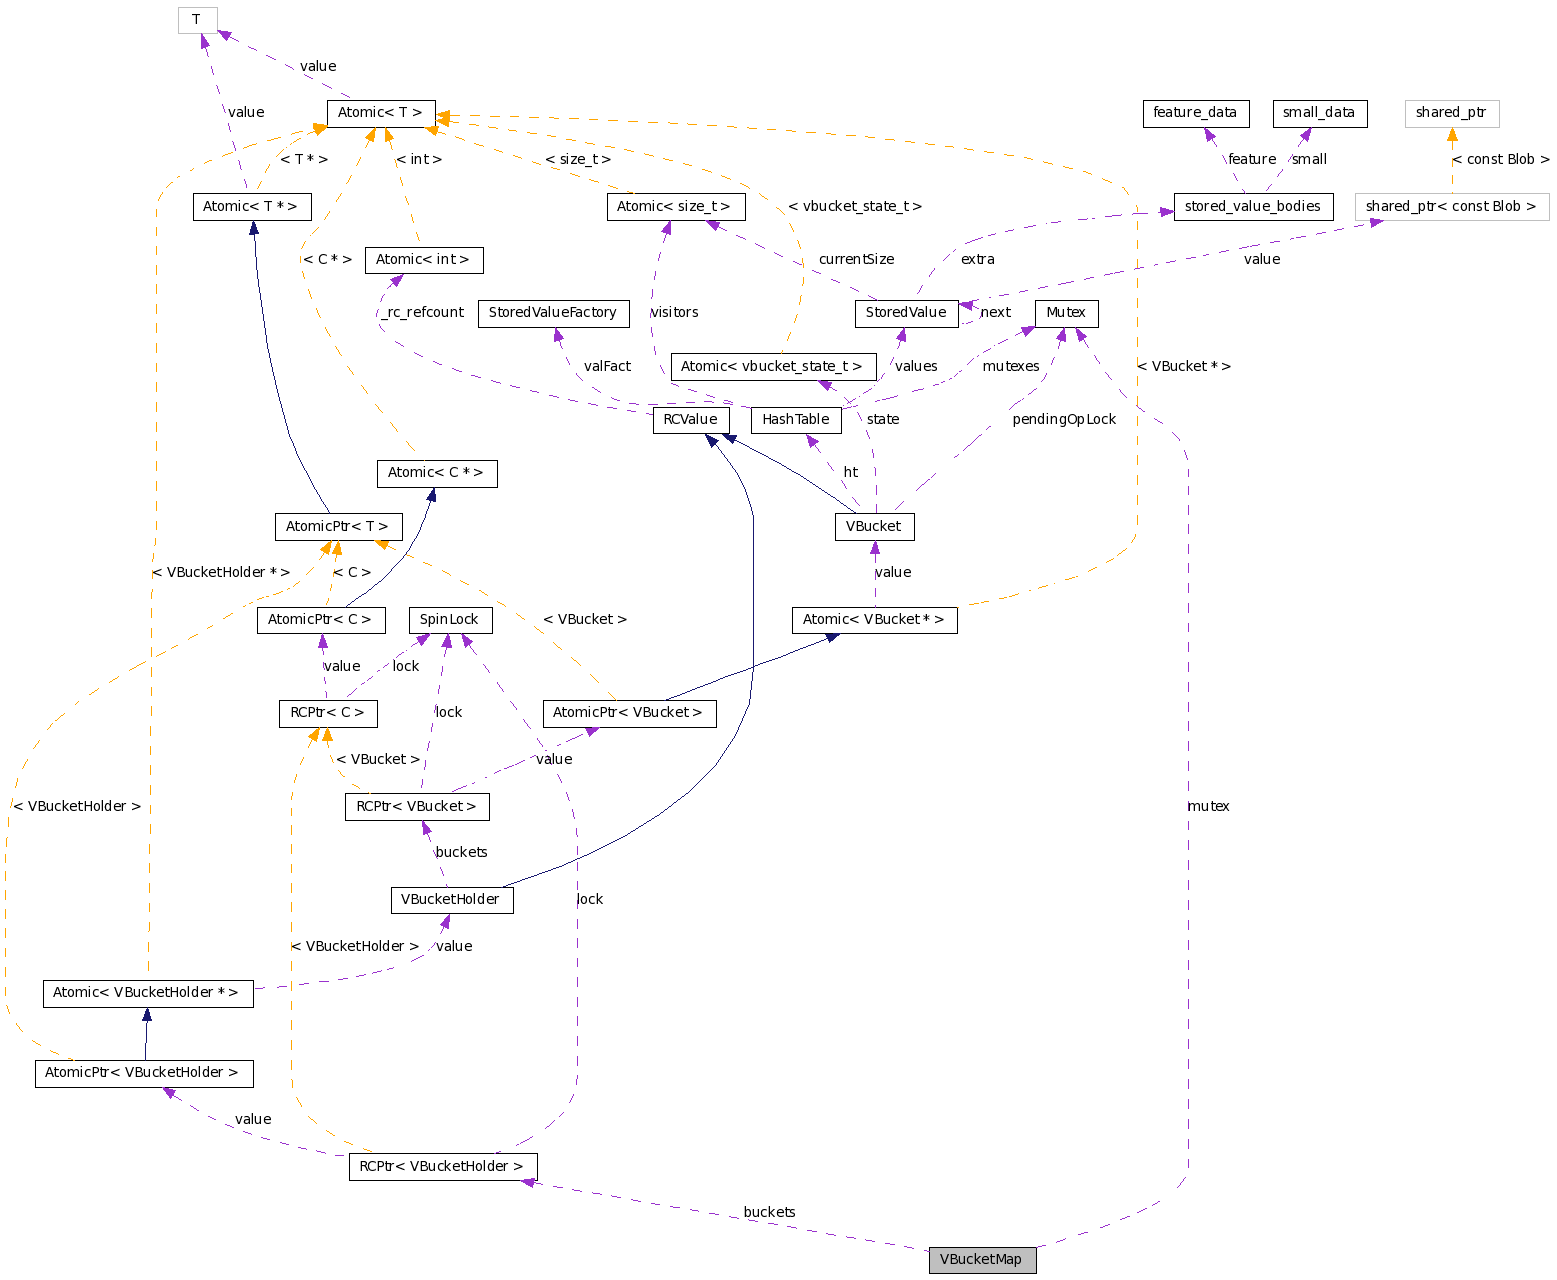 T
value
value
Atomic< T >
feature_data
small_data
shared_ptr
< T * >
< int >
< size_t >
feature
small
< const Blob >
Atomic< T * >
Atomic< size_t >
< vbucket_state_t >
stored_value_bodies
shared_ptr< const Blob >
< C * >
Atomic< int >
currentSize
extra
value
_rc_refcount
StoredValueFactory
visitors
StoredValue
next
Mutex
valFact
Atomic< vbucket_state_t >
values
mutexes
< VBucket * >
RCValue
HashTable
state
pendingOpLock
Atomic< C * >
ht
AtomicPtr< T >
VBucket
< VBucketHolder * >
< C >
value
AtomicPtr< C >
SpinLock
< VBucket >
Atomic< VBucket * >
value
lock
RCPtr< C >
lock
AtomicPtr< VBucket >
< VBucket >
value
< VBucketHolder >
RCPtr< VBucket >
mutex
buckets
VBucketHolder
lock
< VBucketHolder >
value
Atomic< VBucketHolder * >
AtomicPtr< VBucketHolder >
value
RCPtr< VBucketHolder >
buckets
VBucketMap